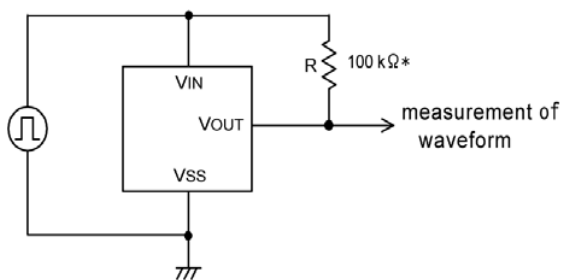 R 100 kΩ*
VIN
VOUT
measurement of
waveform
VSS